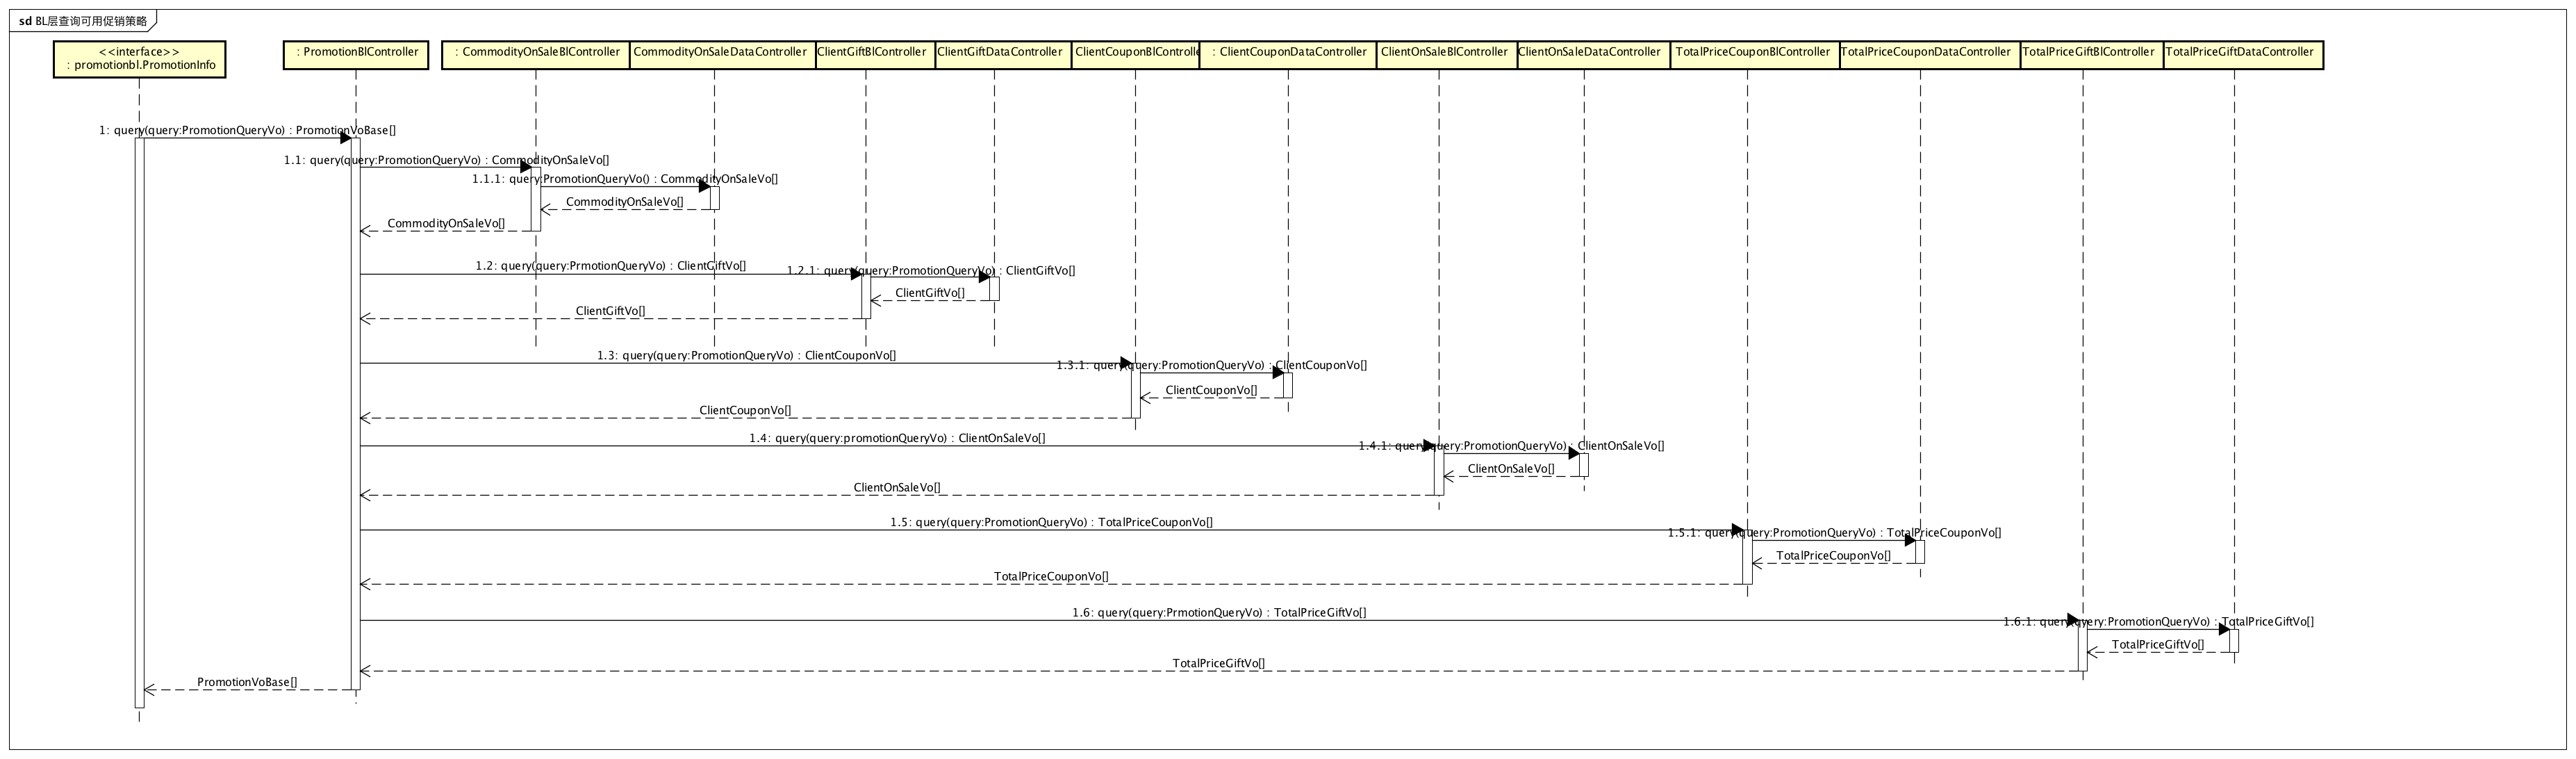 sd BL层查询可用促销策略
<<interface>>
: promotionbl.PromotionInfo
: PromotionBlController
: CommodityOnSaleBlController
CommodityOnSaleDataController
ClientGiftBlController
ClientGiftDataController
ClientCouponBlControlle
: ClientCouponDataController
ClientOnSaleBlController
ClientOnSaleDataController
TotalPriceCouponBlController
TotalPriceCouponDataController
TotalPriceGiftBlController
TotalPriceGiftDataController
1: query(query:PromotionQueryVo) : PromotionVoBase[]
1.1: query(query:PromotionQueryVo) : CommodityOnSaleVo[]
1.1.1: query:PromotionQueryVo() : CommodityOnSaleVo[]
CommodityOnSaleVo[]
CommodityOnSaleVo[]
1.2: query(query:PrmotionQueryVo) : ClientGiftVo[]
1.2.1: query(query:PromotionQueryVo) : ClientGiftVo[]
ClientGiftVo[]
ClientGiftVo[]
1.3: query(query:PromotionQueryVo) : ClientCouponVo[]
1.3.1: query(query:PromotionQueryVo) : ClientCouponVo[]
ClientCouponVo[]
ClientCouponVo[]
1.4: query(query:promotionQueryVo) : ClientOnSaleVo[]
1.4.1: query(query:PromotionQueryVo) : ClientOnSaleVo[]
ClientOnSaleVo[]
ClientOnSaleVo[]
1.5: query(query:PromotionQueryVo) : TotalPriceCouponVo[]
1.5.1: query(query:PromotionQueryVo) : TotalPriceCouponVo[]
TotalPriceCouponVo[]
TotalPriceCouponVo[]
1.6: query(query:PrmotionQueryVo) : TotalPriceGiftVo[]
1.6.1: query(query:PromotionQueryVo) : TotalPriceGiftVo[]
TotalPriceGiftVo[]
TotalPriceGiftVo[]
PromotionVoBase[]